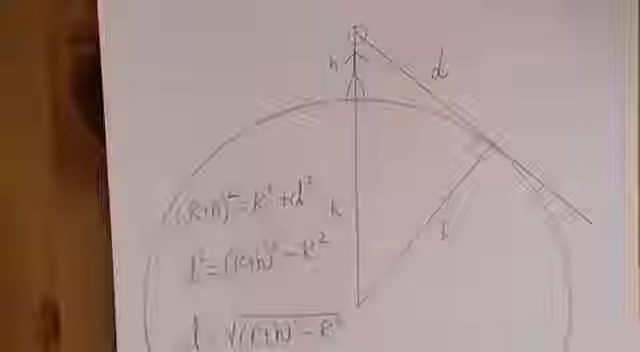 h
d
(R+h)²=R²+d²
R
d²=(R+h)²-R²
R
d=√(R+h)²-R²